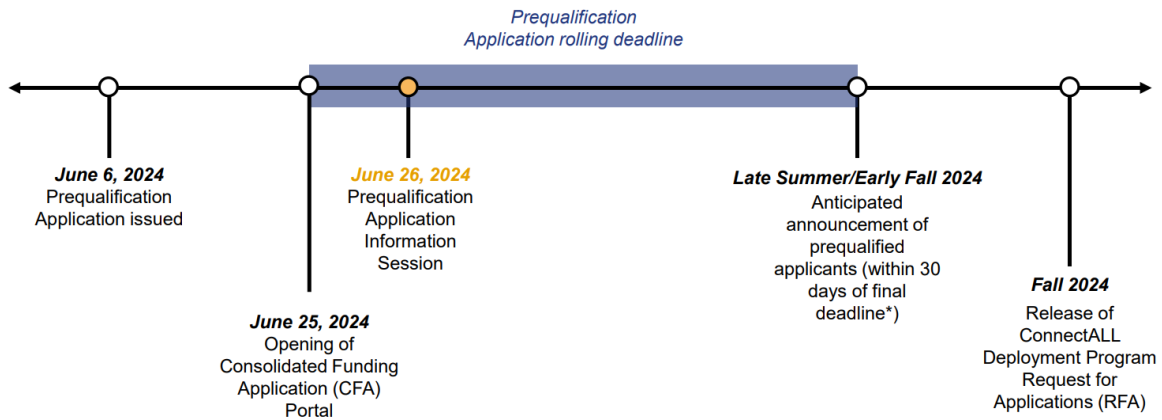 Prequalification
Application rolling deadline
June 6, 2024
Prequalification
Application issued
June 25, 2024
Opening of
Consolidated Funding
Application (CFA)
Portal
June 26, 2024
Prequalification
Application
Information
Session
Late Summer/Early Fall 2024
Anticipated
announcement of
prequalified
applicants (within 30
days of final
deadline*)
Fall 2024
Release of
ConnectALL
Deployment Program
Request for
Applications (RFA)